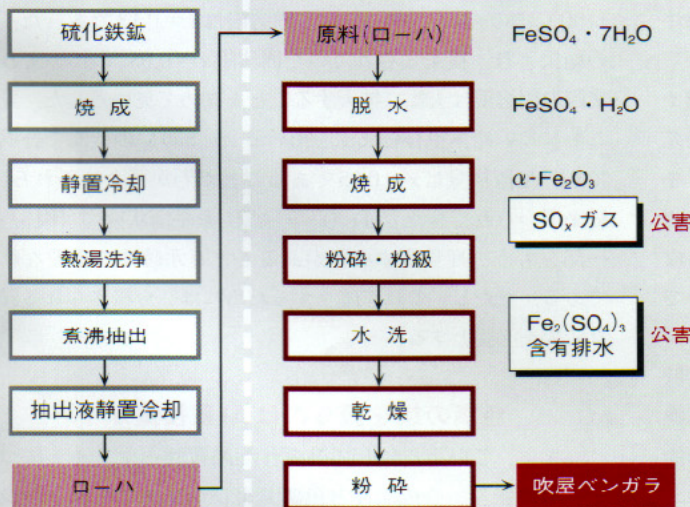 硫化鉄鉱
焼成
静置冷却
熱湯洗浄
煮沸抽出
抽出液静置冷却
ローハ
原料(ローハ)
FeSO₄・7H₂O
脱水
FeSO₄・H₂O
焼成
α-Fe₂O₃
SOₓ ガス
公害
粉砕・粉級
水洗
Fe₂(SO₄)₃
含有排水
公害
乾燥
粉砕
吹屋ベンガラ